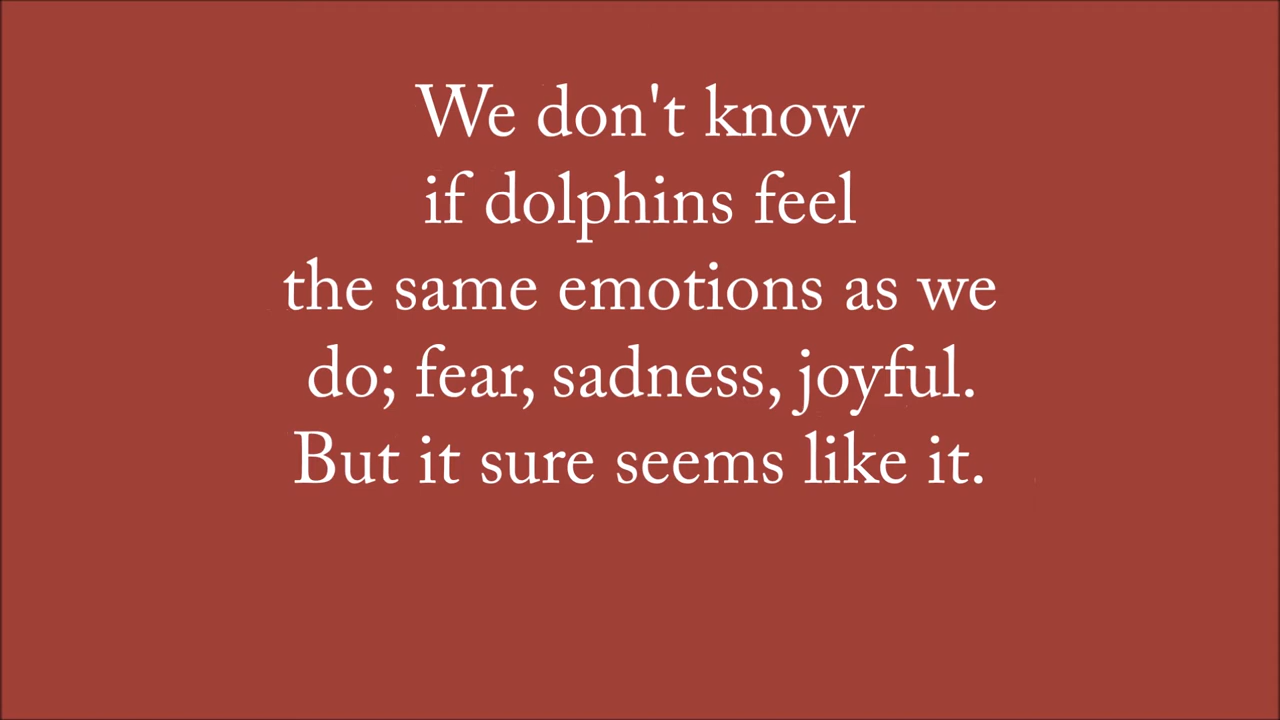 We don't know
if dolphins feel
the same emotions as we
do; fear, sadness, joyful.
But it sure seems like it.